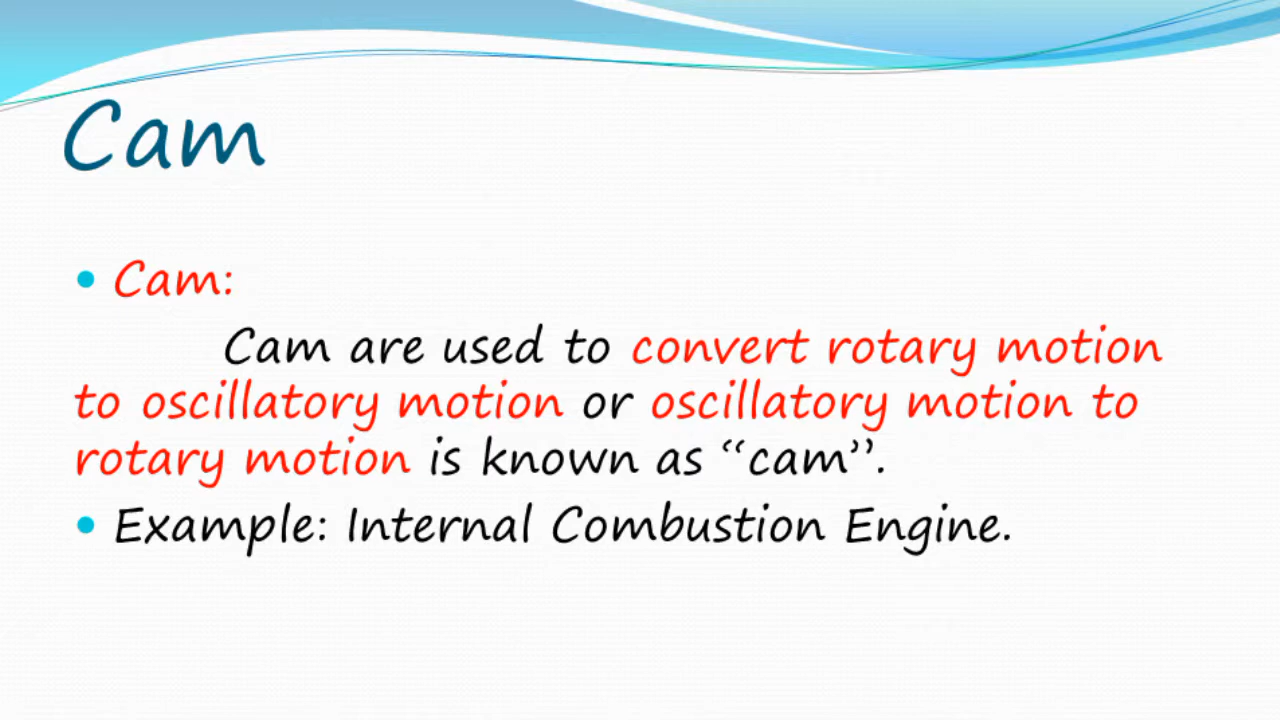 Cam
• Cam:
Cam are used to convert rotary motion
to oscillatory motion or oscillatory motion to
rotary motion is known as “cam”.
• Example: Internal Combustion Engine.